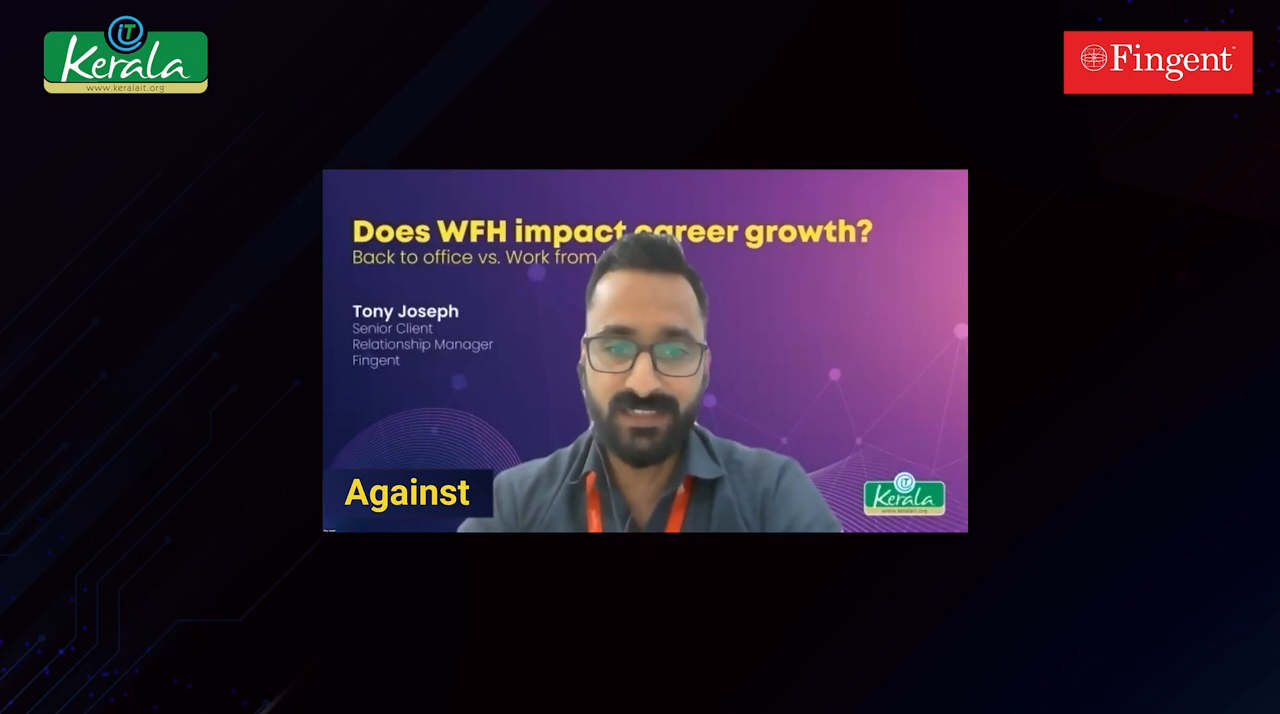 iT
Kerala
www.keralait.org
Fingent
Does WFH impact career growth?
Back to office vs. Work from
Tony Joseph
Senior Client
Relationship Manager
Fingent
Against
iT
Kerala
www.keralait.org